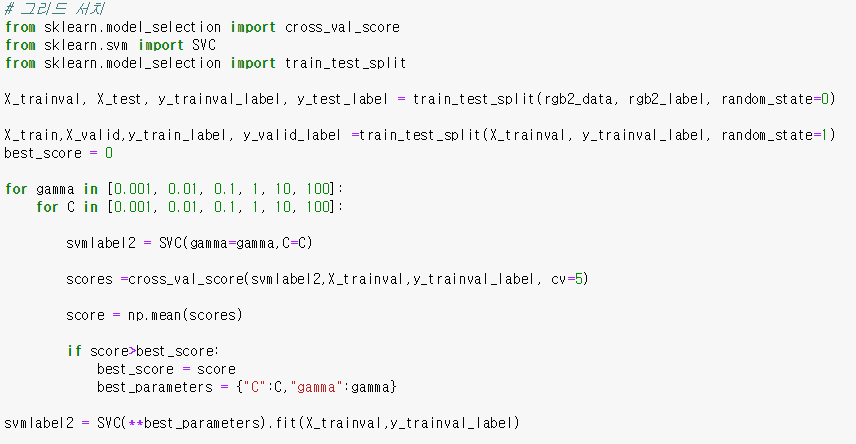 # 그리드 서치
from sklearn.model_selection import cross_val_score
from sklearn.svm import SVC
from sklearn.model_selection import train_test_split
X_trainval, X_test, y_trainval_label, y_test_label = train_test_split(rgb2_data, rgb2_label, random_state=0)
X_train,X_valid,y_train_label, y_valid_label =train_test_split(X_trainval, y_trainval_label, random_state=1)
best_score = 0
for gamma in [0.001, 0.01, 0.1, 1, 10, 100]:
    for C in [0.001, 0.01, 0.1, 1, 10, 100]:
        svmlabel2 = SVC(gamma=gamma,C=C)
        scores =cross_val_score(svmlabel2,X_trainval,y_trainval_label, cv=5)
        score = np.mean(scores)
        if score>best_score:
            best_score = score
            best_parameters = {"C":C,"gamma":gamma}
svmlabel2 = SVC(**best_parameters).fit(X_trainval,y_trainval_label)